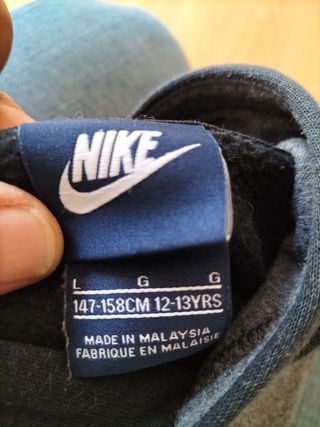 NIKE
L G G
147-158CM 12-13YRS
MADE IN MALAYSIA
FABRIQUE EN MALAISIE